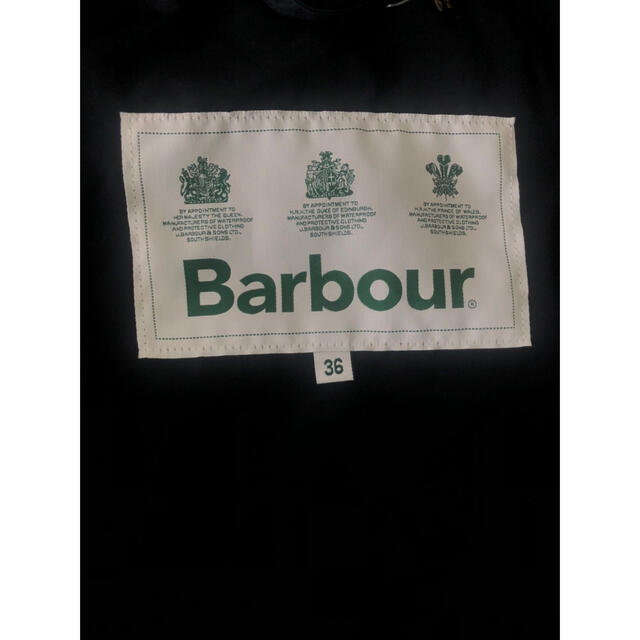 BY APPOINTMENT TO
HER MAJESTY THE QUEEN.
MANUFACTURERS OF WATERPROOF
AND PROTECTIVE CLOTHING
J.BARBOUR & SONS LTD.,
SOUTH SHIELDS.
BY APPOINTMENT TO
H.R.H. THE DUKE OF EDINBURGH.
MANUFACTURERS OF WATERPROOF
AND PROTECTIVE CLOTHING
J.BARBOUR & SONS LTD.,
SOUTH SHIELDS.
BY APPOINTMENT TO
H.R.H. THE PRINCE OF WALES.
MANUFACTURERS OF WATERPROOF
AND PROTECTIVE CLOTHING
J.BARBOUR & SONS LTD.,
SOUTH SHIELDS.
Barbour®
36